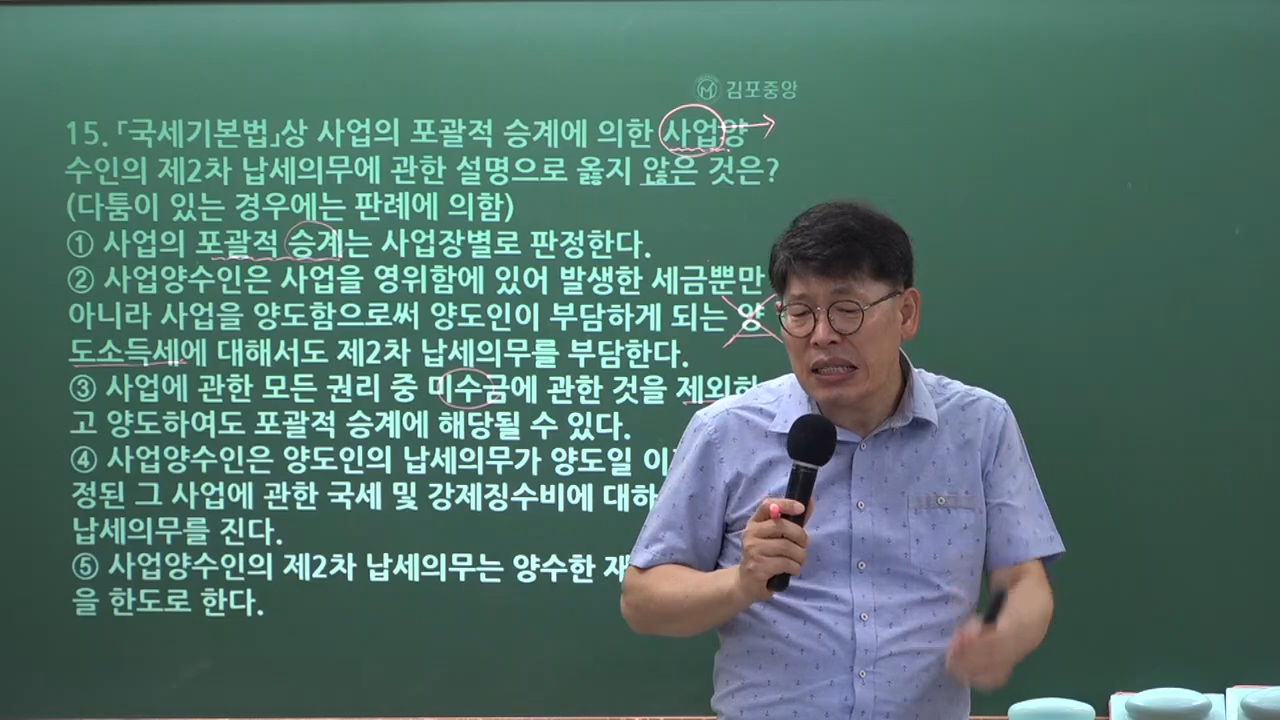 김포중앙
15. 「국세기본법」상 사업의 포괄적 승계에 의한 사업양
수인의 제2차 납세의무에 관한 설명으로 옳지 않은 것은?
(다툼이 있는 경우에는 판례에 의함)
① 사업의 포괄적 승계는 사업장별로 판정한다.
② 사업양수인은 사업을 영위함에 있어 발생한 세금뿐만
아니라 사업을 양도함으로써 양도인이 부담하게 되는 양
도소득세에 대해서도 제2차 납세의무를 부담한다.
③ 사업에 관한 모든 권리 중 미수금에 관한 것을 제외하
고 양도하여도 포괄적 승계에 해당될 수 있다.
④ 사업양수인은 양도인의 납세의무가 양도일
정된 그 사업에 관한 국세 및 강제징수비에
납세의무를 진다.
⑤ 사업양수인의 제2차 납세의무는 양수한
을 한도로 한다.